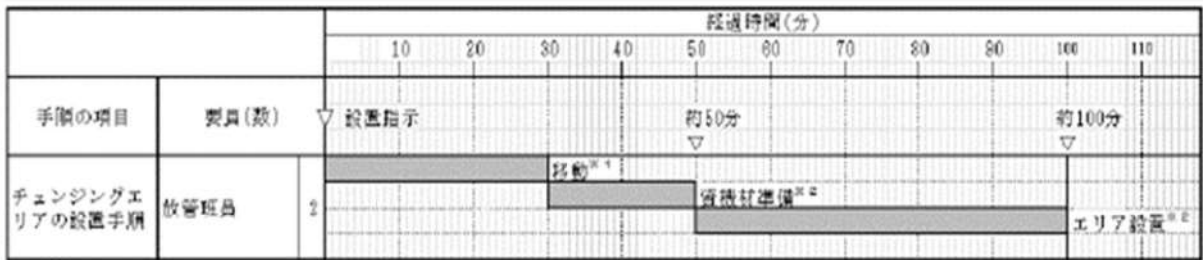 経過時間(分)
10 20 30 40 50 60 70 80 90 100 110
手順の項目 要員(数) ▽ 設置指示 約50分 約100分
▽ ▽
移動※1
チェンジングエ
リアの設置手順 放管班員 2 資機材準備※2
エリア設置※2